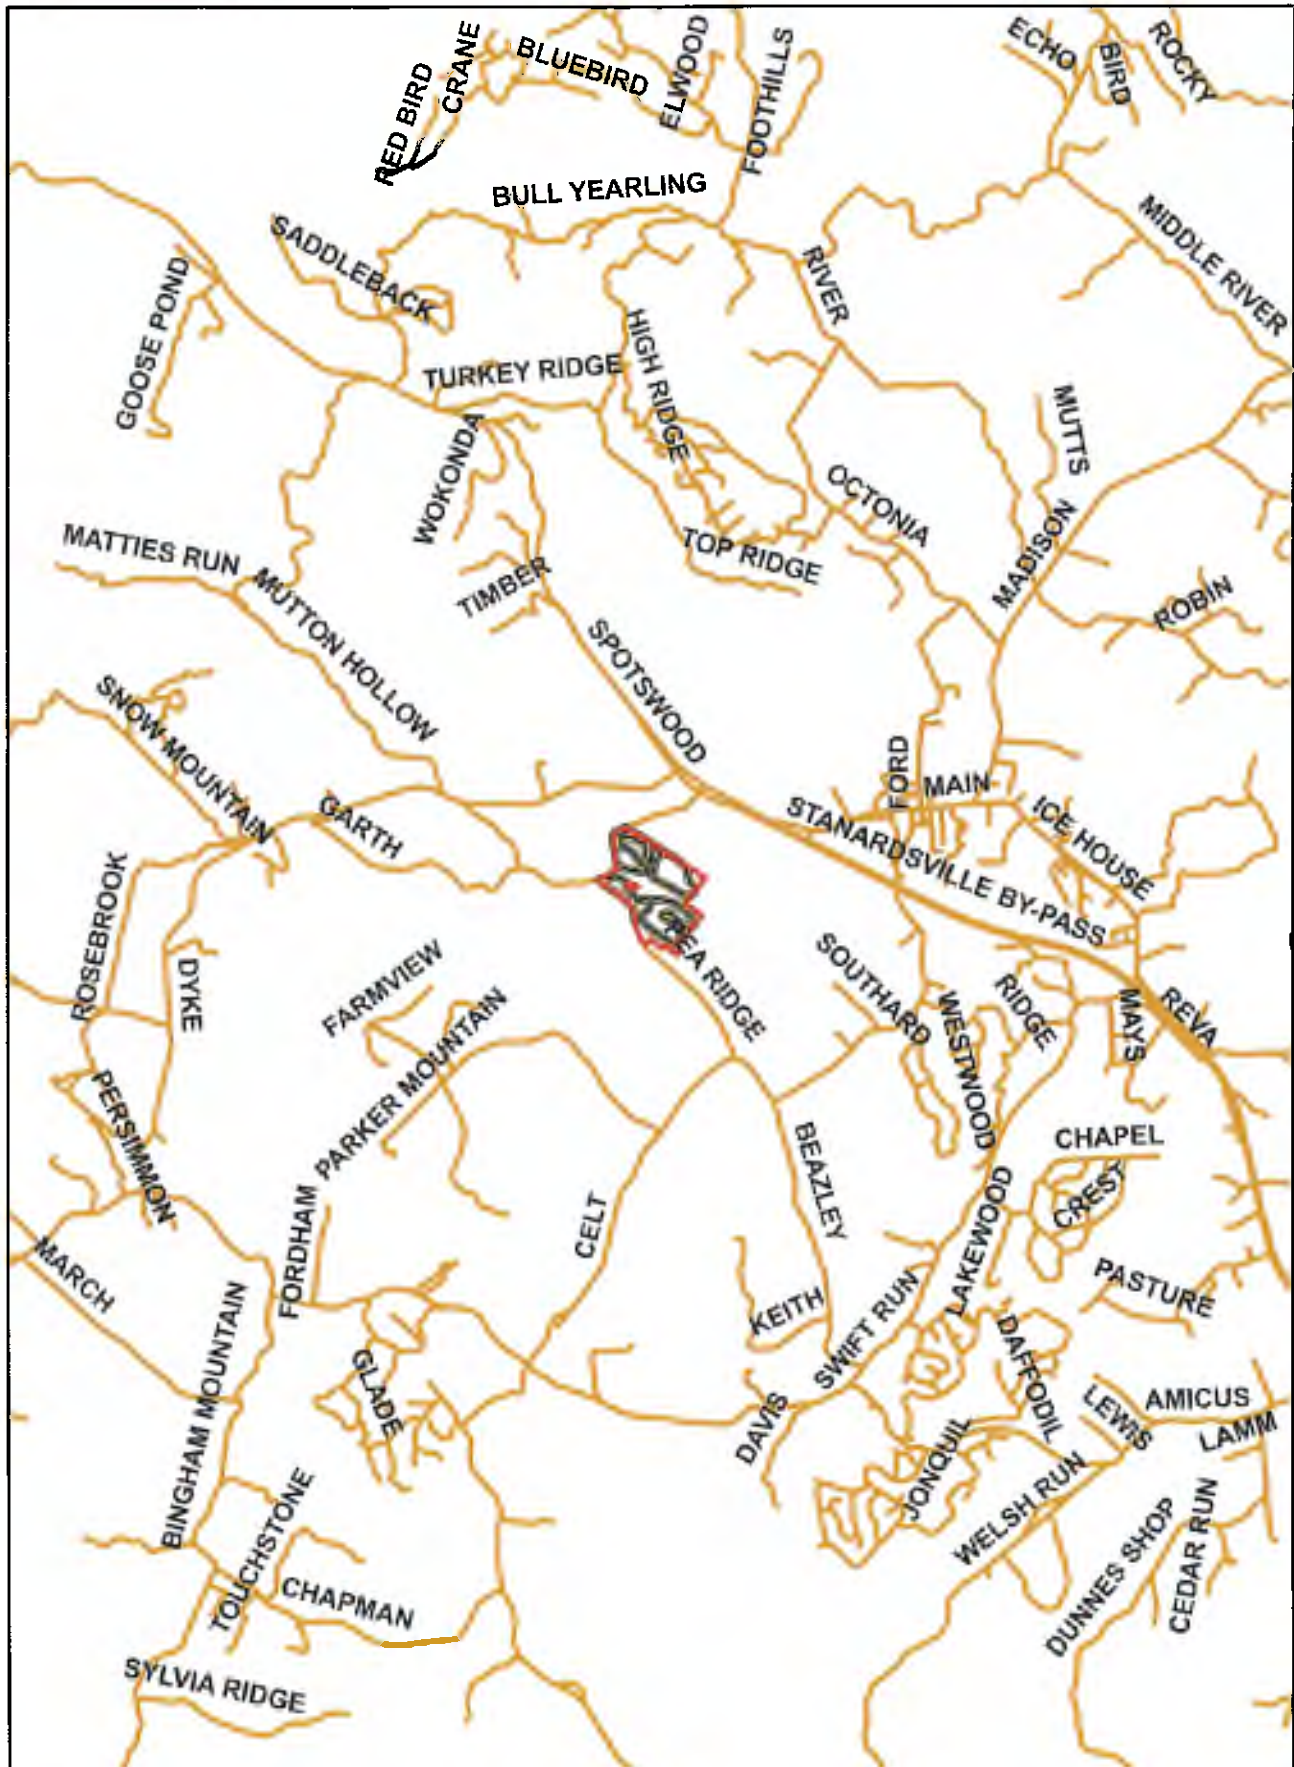 ECHO
BIRD
ROCKY
CRANE
BLUEBIRD
ELWOOD
FOOTHILLS
RED BIRD
BULL YEARLING
MIDDLE RIVER
SADDLEBACK
RIVER
GOOSE POND
HIGH RIDGE
TURKEY RIDGE
MUTTS
WOKONDA
OCTONIA
MATTIES RUN
TOP RIDGE
MADISON
TIMBER
ROBIN
MUTTON HOLLOW
SPOTSWOOD
SNOW MOUNTAIN
FORD
MAIN
GARTH
STANARDSVILLE BY-PASS
ICE HOUSE
ROSEBROOK
PEA RIDGE
DYKE
FARMVIEW
SOUTHARD
WESTWOOD
RIDGE
MAYS
REVA
PARKER MOUNTAIN
PERSIMMON
BEAZLEY
CHAPEL
CREST
FORDHAM
CELT
LAKEWOOD
MARCH
PASTURE
BINGHAM MOUNTAIN
KEITH
SWIFT RUN
DAFFODIL
GLADE
DAVIS
LEWIS
AMICUS
LAMM
JONQUIL
WELSH RUN
TOUCHSTONE
DUNNES SHOP
CEDAR RUN
CHAPMAN
SYLVIA RIDGE